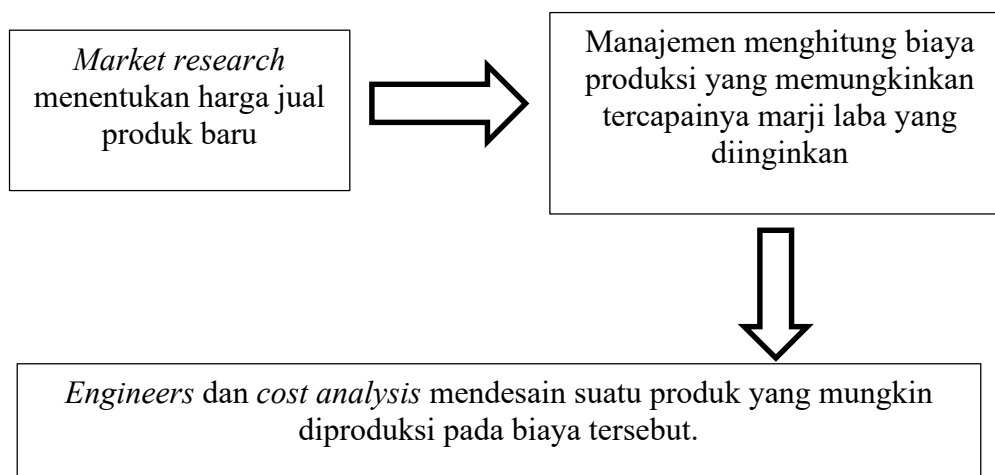 Market research
menentukan harga jual
produk baru
Manajemen menghitung biaya
produksi yang memungkinkan
tercapainya marji laba yang
diinginkan
Engineers dan cost analysis mendesain suatu produk yang mungkin
diproduksi pada biaya tersebut.